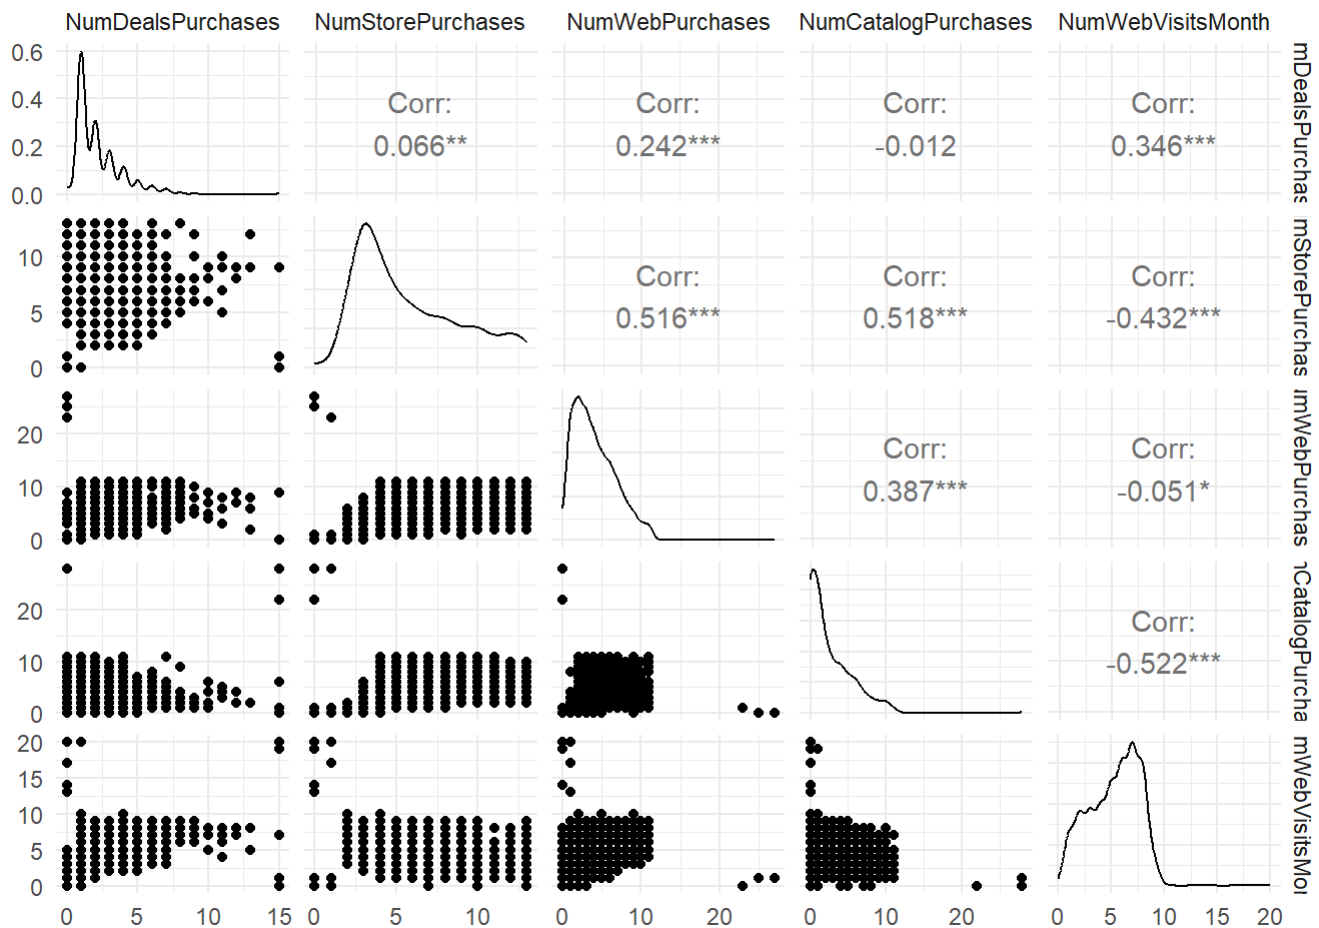 NumDealsPurchases NumStorePurchases NumWebPurchases NumCatalogPurchases NumWebVisitsMonth
0.6
0.4
0.2
0.0
Corr:
0.066**
Corr:
0.242***
Corr:
-0.012
Corr:
0.346***
mDealsPurchas
10
5
0
Corr:
0.516***
Corr:
0.518***
Corr:
-0.432***
mStorePurchas
20
10
0
Corr:
0.387***
Corr:
-0.051*
mWebPurchas
20
10
0
Corr:
-0.522***
CatalogPurcha
20
15
10
5
0
mWebVisitsMo
0 5 10 15 0 5 10 0 10 20 0 10 20 0 5 10 15 20